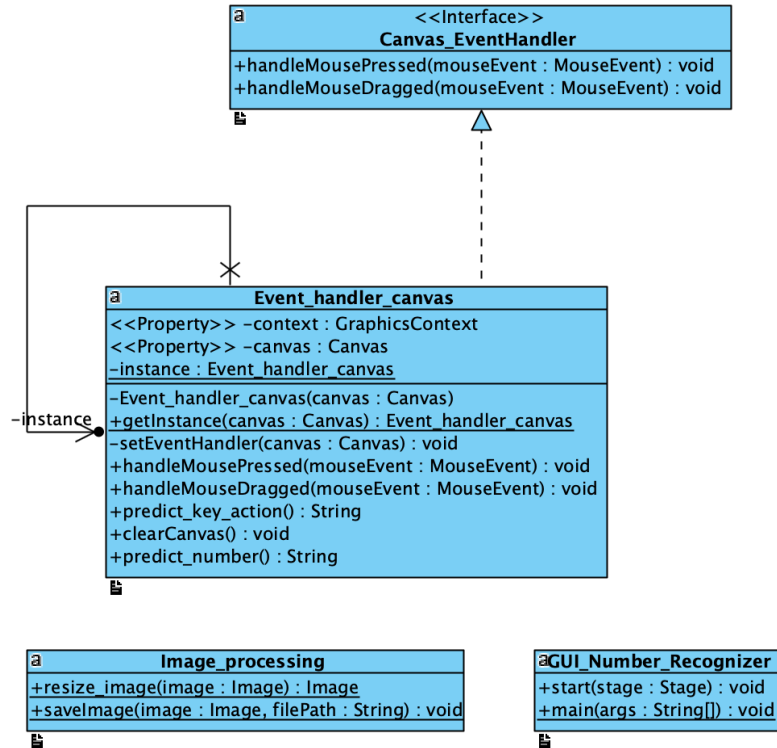 a
<<Interface>>
Canvas_EventHandler
+handleMousePressed(mouseEvent : MouseEvent) : void
+handleMouseDragged(mouseEvent : MouseEvent) : void
a
Event_handler_canvas
<<Property>> -context : GraphicsContext
<<Property>> -canvas : Canvas
-instance : Event_handler_canvas
-Event_handler_canvas(canvas : Canvas)
+getInstance(canvas : Canvas) : Event_handler_canvas
-setEventHandler(canvas : Canvas) : void
+handleMousePressed(mouseEvent : MouseEvent) : void
+handleMouseDragged(mouseEvent : MouseEvent) : void
+predict_key_action() : String
+clearCanvas() : void
+predict_number() : String
-instance
a
Image_processing
+resize_image(image : Image) : Image
+saveImage(image : Image, filePath : String) : void
a
GUI_Number_Recognizer
+start(stage : Stage) : void
+main(args : String[]) : void